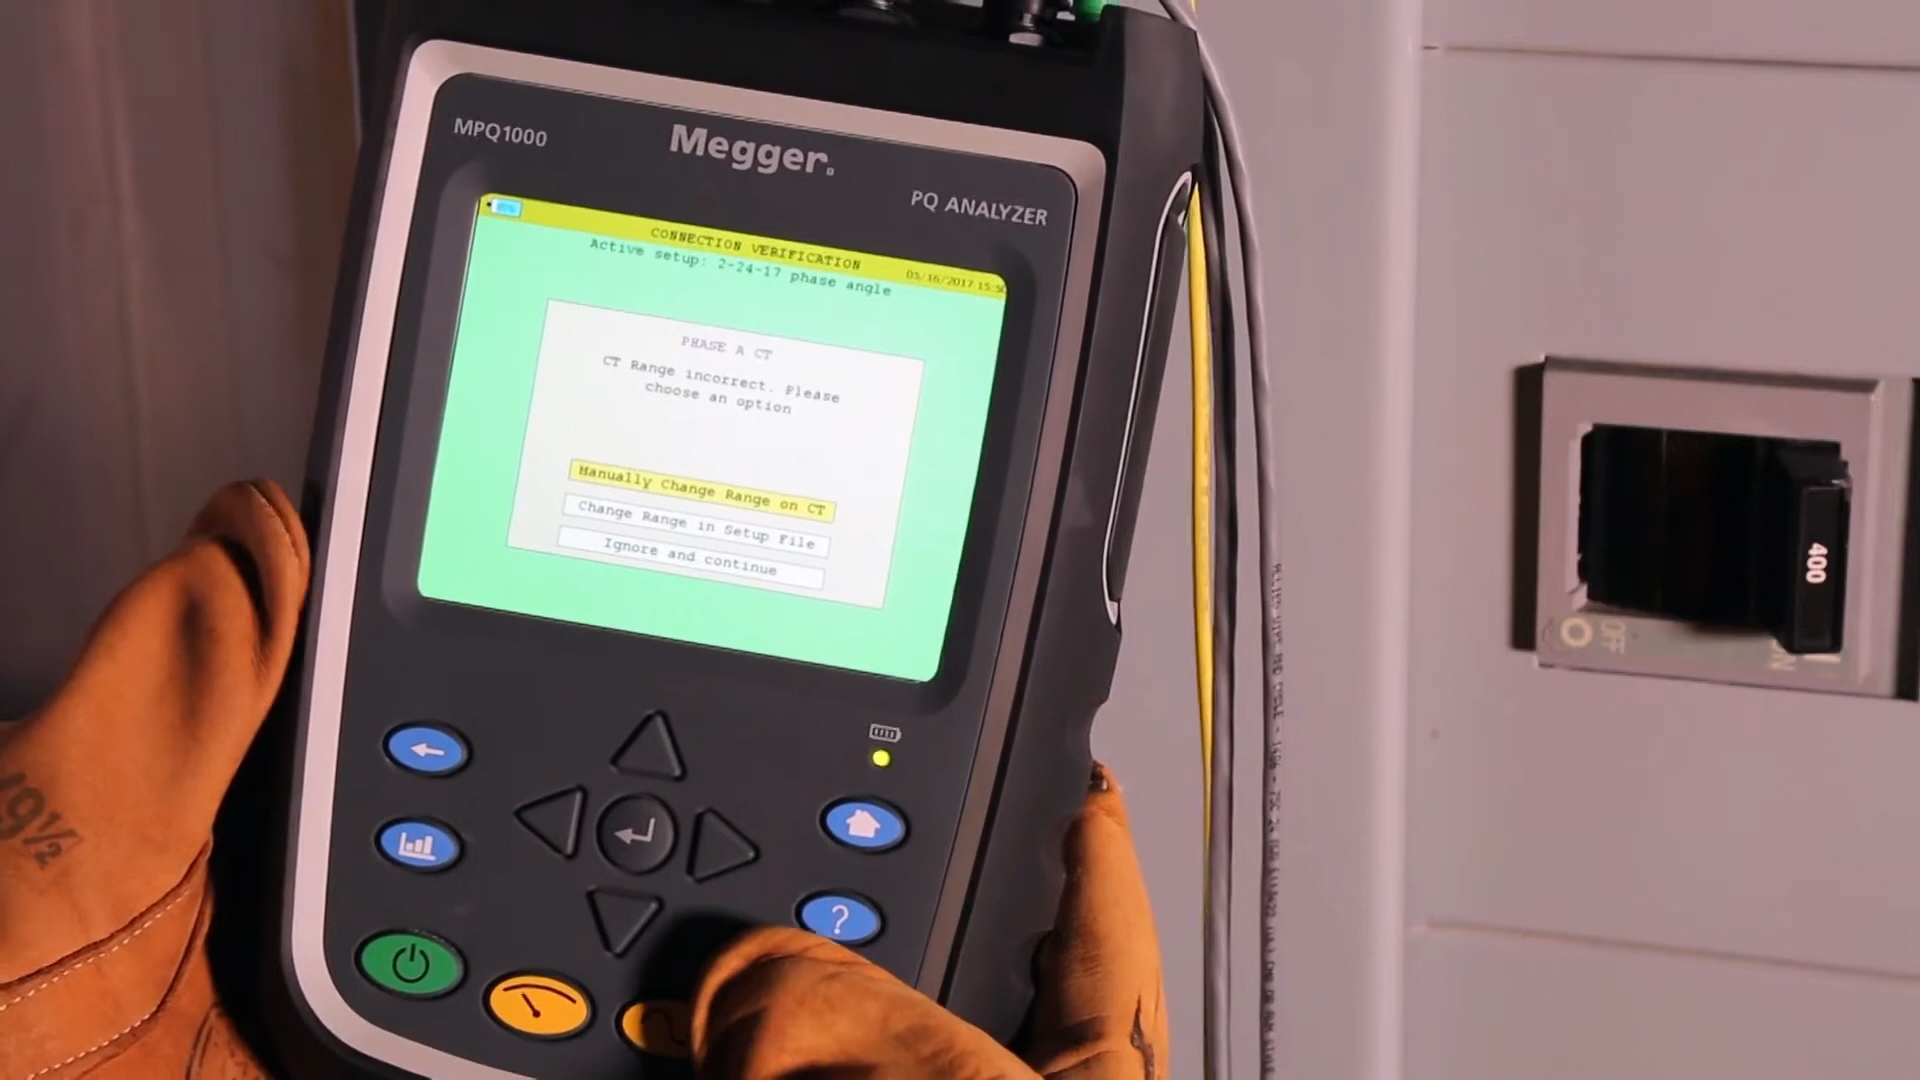 MPQ1000
Megger.
PQ ANALYZER
CONNECTION VERIFICATION
Active setup: 2-24-17 phase angle
05/16/2017
PHASE A CT
CT Range incorrect. Please
choose an option
Manually Change Range on CT
Change Range in Setup File
Ignore and continue
?
400
OFF
ON
9½